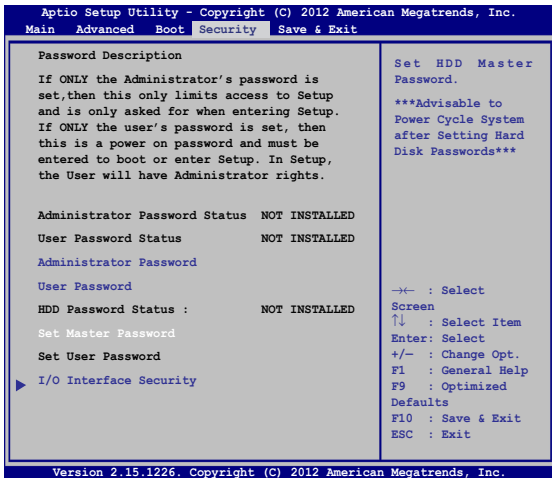 Aptio Setup Utility - Copyright (C) 2012 American Megatrends, Inc.
Main Advanced Boot Security Save & Exit
Password Description
If ONLY the Administrator's password is
set,then this only limits access to Setup
and is only asked for when entering Setup.
If ONLY the user's password is set, then
this is a power on password and must be
entered to boot or enter Setup. In Setup,
the User will have Administrator rights.
Administrator Password Status NOT INSTALLED
User Password Status NOT INSTALLED
Administrator Password
User Password
HDD Password Status : NOT INSTALLED
Set Master Password
Set User Password
I/O Interface Security
Set HDD Master
Password.
***Advisable to
Power Cycle System
after Setting Hard
Disk Passwords***
→← : Select
Screen
↑↓ : Select Item
Enter: Select
+/— : Change Opt.
F1 : General Help
F9 : Optimized
Defaults
F10 : Save & Exit
ESC : Exit
Version 2.15.1226. Copyright (C) 2012 American Megatrends, Inc.